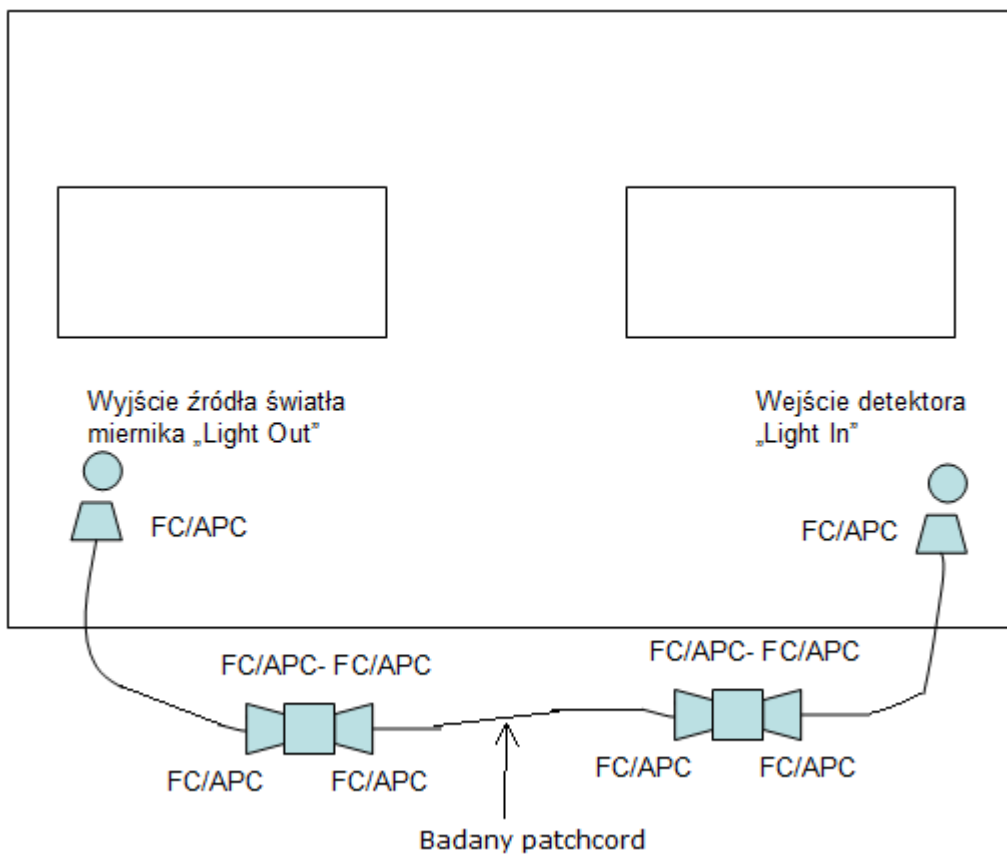 Wyjście źródła światła
miernika „Light Out”
Wejście detektora
„Light In”
FC/APC
FC/APC
FC/APC- FC/APC
FC/APC- FC/APC
FC/APC
FC/APC
FC/APC
FC/APC
Badany patchcord